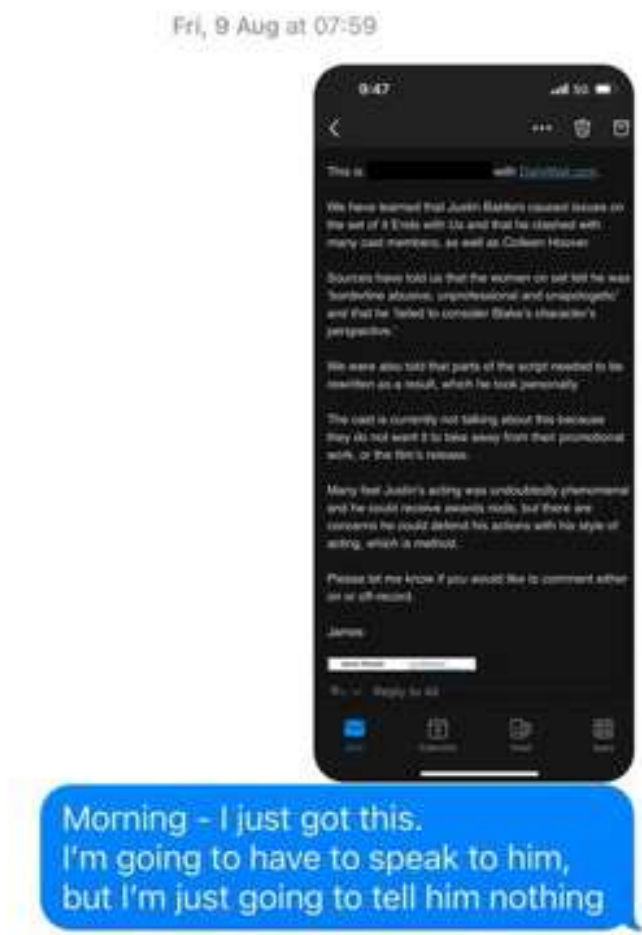 Fri, 9 Aug at 07:59
9:47
5G
This is with DailyMail.com.
We have learned that Justin Baldoni caused issues on
the set of It Ends with Us and that he clashed with
many cast members, as well as Colleen Hoover.
Sources have told us that the women on set felt he was
'borderline abusive, unprofessional and unapologetic'
and that he 'failed to consider Blake's character's
perspective.'
We were also told that parts of the script needed to be
rewritten as a result, which he took personally.
The cast is currently not talking about this because
they do not want it to take away from their promotional
work, or the film's release.
Many feel Justin's acting was undoubtedly phenomenal
and he could receive awards nods, but there are
concerns he could defend his actions with his style of
acting, which is method.
Please let me know if you would like to comment either
on or off-record.
James
Reply to All
Morning - I just got this.
I'm going to have to speak to him,
but I'm just going to tell him nothing